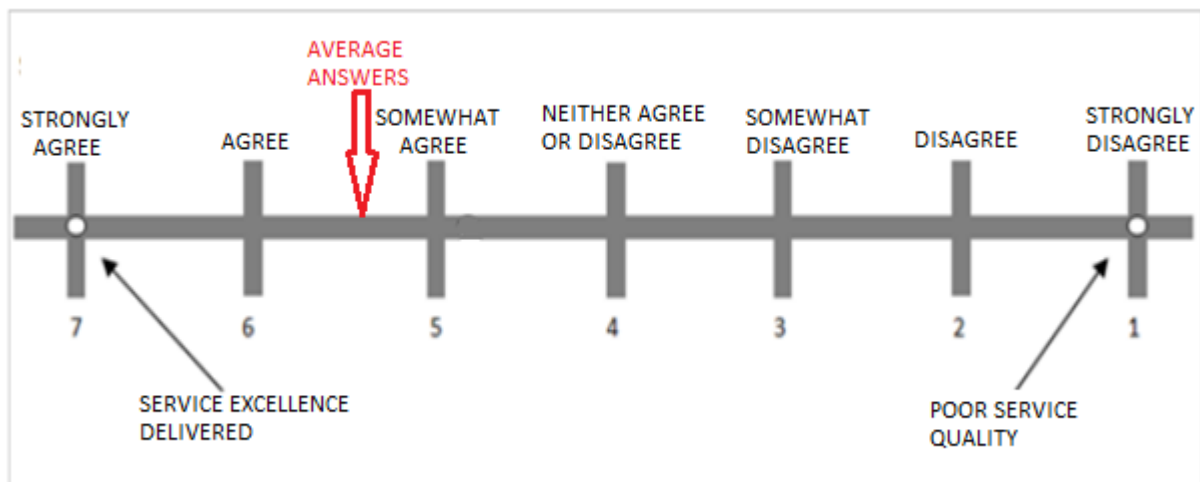 AVERAGE
ANSWERS
STRONGLY
AGREE
AGREE
SOMEWHAT
AGREE
NEITHER AGREE
OR DISAGREE
SOMEWHAT
DISAGREE
DISAGREE
STRONGLY
DISAGREE
7
6
5
4
3
2
1
SERVICE EXCELLENCE
DELIVERED
POOR SERVICE
QUALITY